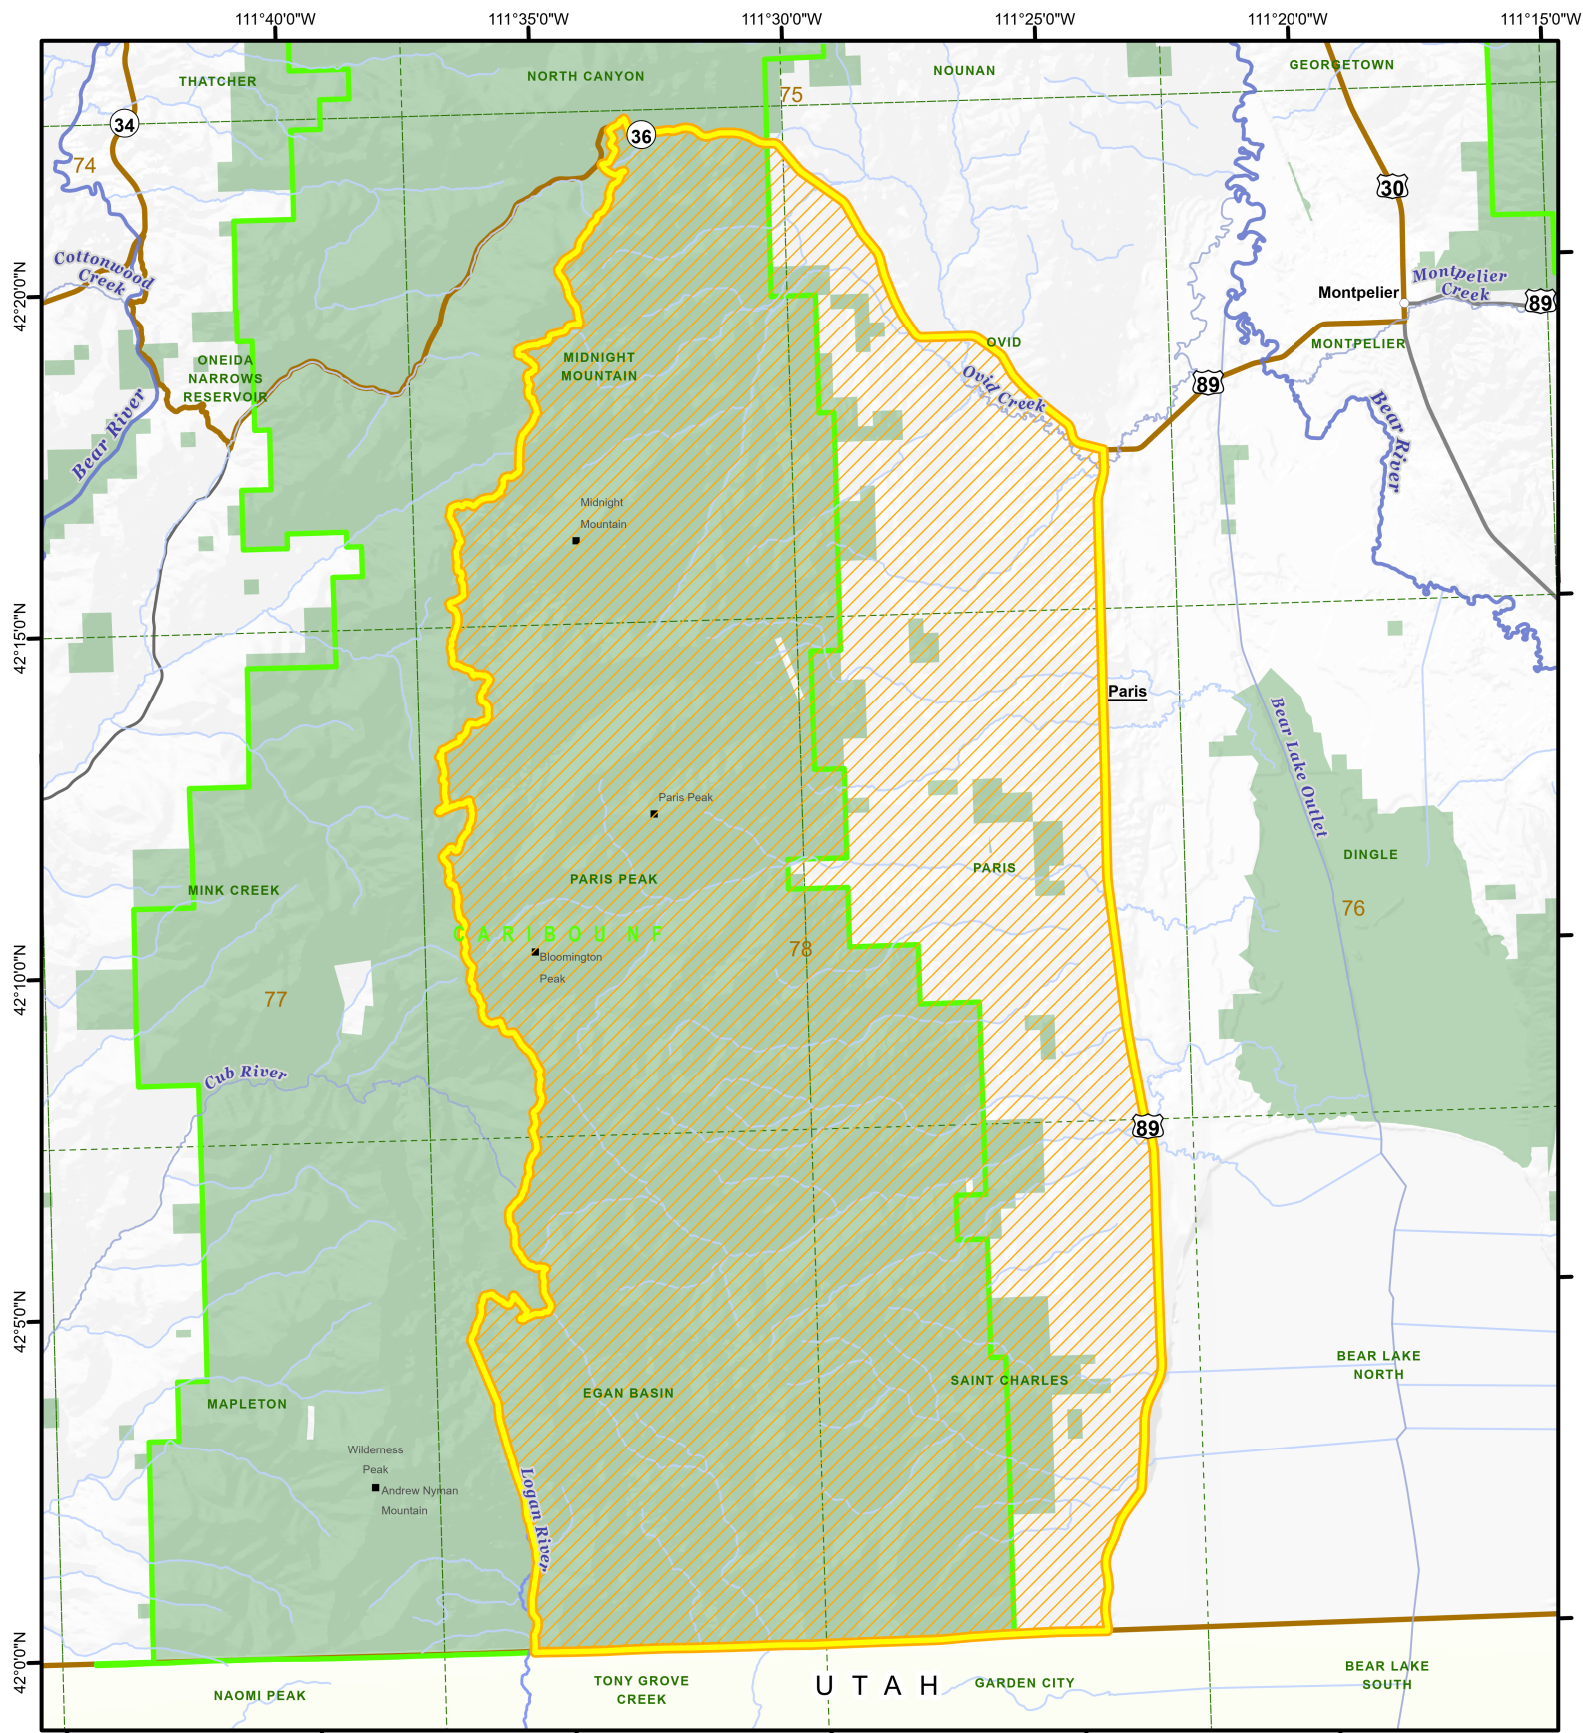 111°40'0"W
111°35'0"W
111°30'0"W
111°25'0"W
111°20'0"W
111°15'0"W
THATCHER
NORTH CANYON
NOUNAN
GEORGETOWN
75
34
36
74
30
Cottonwood
Creek
42°20'0"N
Montpelier
Montpelier
Creek
89
ONEIDA
NARROWS
RESERVOIR
MIDNIGHT
MOUNTAIN
OVID
MONTPELIER
Ovid Creek
89
Bear River
Bear River
Midnight
Mountain
42°15'0"N
Paris
Bear Lake Outlet
Paris Peak
DINGLE
MINK CREEK
PARIS PEAK
PARIS
76
CARIBOU NF
78
Bloomington
Peak
42°10'0"N
77
Cub River
89
42°5'0"N
BEAR LAKE
NORTH
MAPLETON
EGAN BASIN
SAINT CHARLES
Wilderness
Peak
Andrew Nyman
Mountain
Logan River
42°0'0"N
NAOMI PEAK
TONY GROVE
CREEK
UTAH
GARDEN CITY
BEAR LAKE
SOUTH